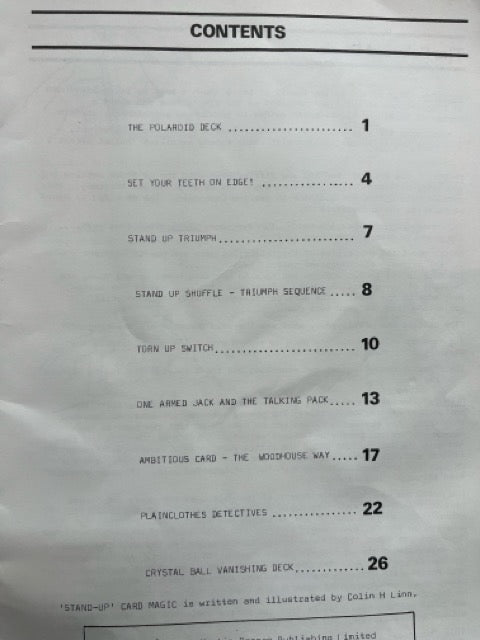 CONTENTS
THE POLAROID DECK ...................... 1
SET YOUR TEETH ON EDGE! ................ 4
STAND UP TRIUMPH........................ 7
STAND UP SHUFFLE - TRIUMPH SEQUENCE ..... 8
TORN UP SWITCH.......................... 10
ONE ARMED JACK AND THE TALKING PACK..... 13
AMBITIOUS CARD - THE WOODHOUSE WAY ..... 17
PLAINCLOTHES DETECTIVES ................ 22
CRYSTAL BALL VANISHING DECK............. 26
'STAND-UP' CARD MAGIC is written and illustrated by Colin H Linn.
Publishing Limited